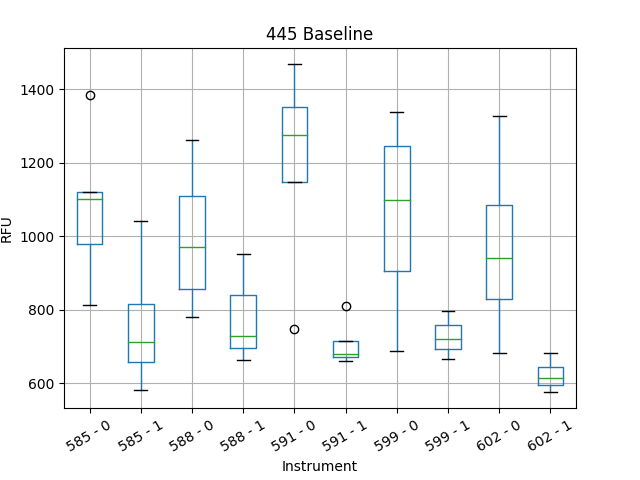 445 Baseline
1400
1200
1000
800
600
RFU
585 - 0
585 - 1
588 - 0
588 - 1
591 - 0
591 - 1
599 - 0
599 - 1
602 - 0
602 - 1
Instrument